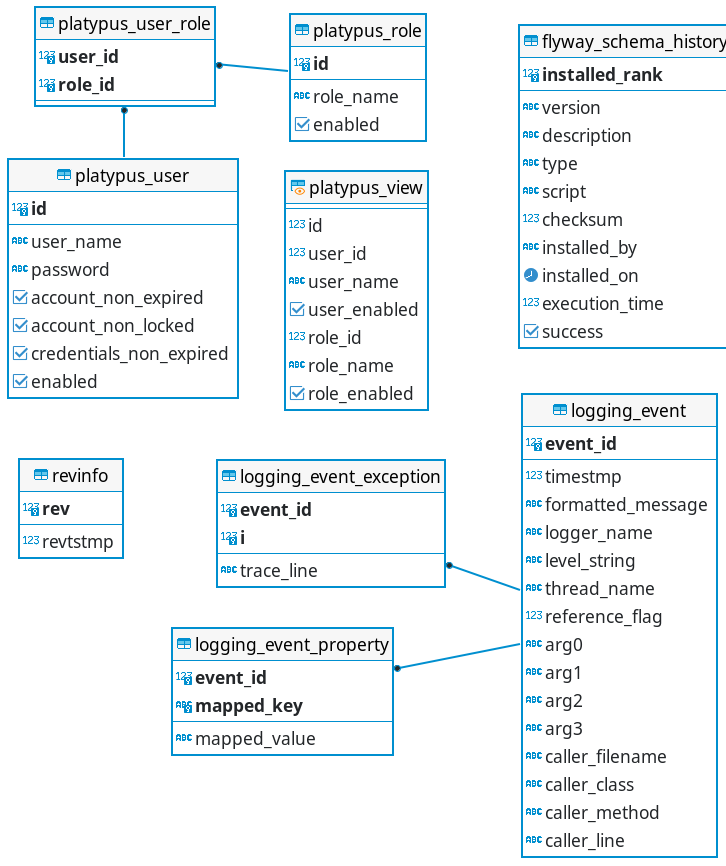 platypus_user_role
user_id
role_id
platypus_role
id
role_name
enabled
flyway_schema_history
installed_rank
version
description
type
script
checksum
installed_by
installed_on
execution_time
success
platypus_user
id
user_name
password
account_non_expired
account_non_locked
credentials_non_expired
enabled
platypus_view
id
user_id
user_name
user_enabled
role_id
role_name
role_enabled
revinfo
rev
revtstmp
logging_event_exception
event_id
i
trace_line
logging_event_property
event_id
mapped_key
mapped_value
logging_event
event_id
timestmp
formatted_message
logger_name
level_string
thread_name
reference_flag
arg0
arg1
arg2
arg3
caller_filename
caller_class
caller_method
caller_line